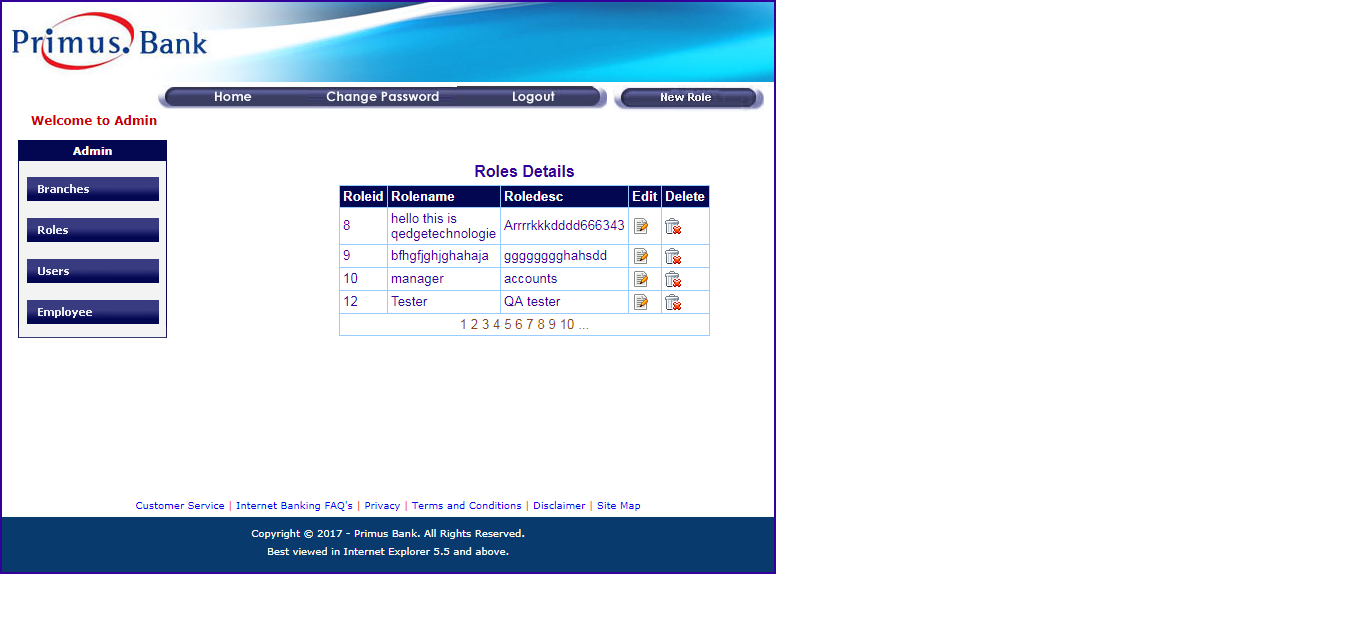 Primus. Bank
Home Change Password Logout New Role
Welcome to Admin
Admin
Branches
Roles
Users
Employee
Roles Details
Roleid Rolename Roledesc Edit Delete
8 hello this is Arrrrkkkdddd666343
qedgetechnologie
9 bfhgfjghjghahaja ggggggggghahsdd
10 manager accounts
12 Tester QA tester
1 2 3 4 5 6 7 8 9 10 ...
Customer Service | Internet Banking FAQ's | Privacy | Terms and Conditions | Disclaimer | Site Map
Copyright © 2017 - Primus Bank. All Rights Reserved.
Best viewed in Internet Explorer 5.5 and above.